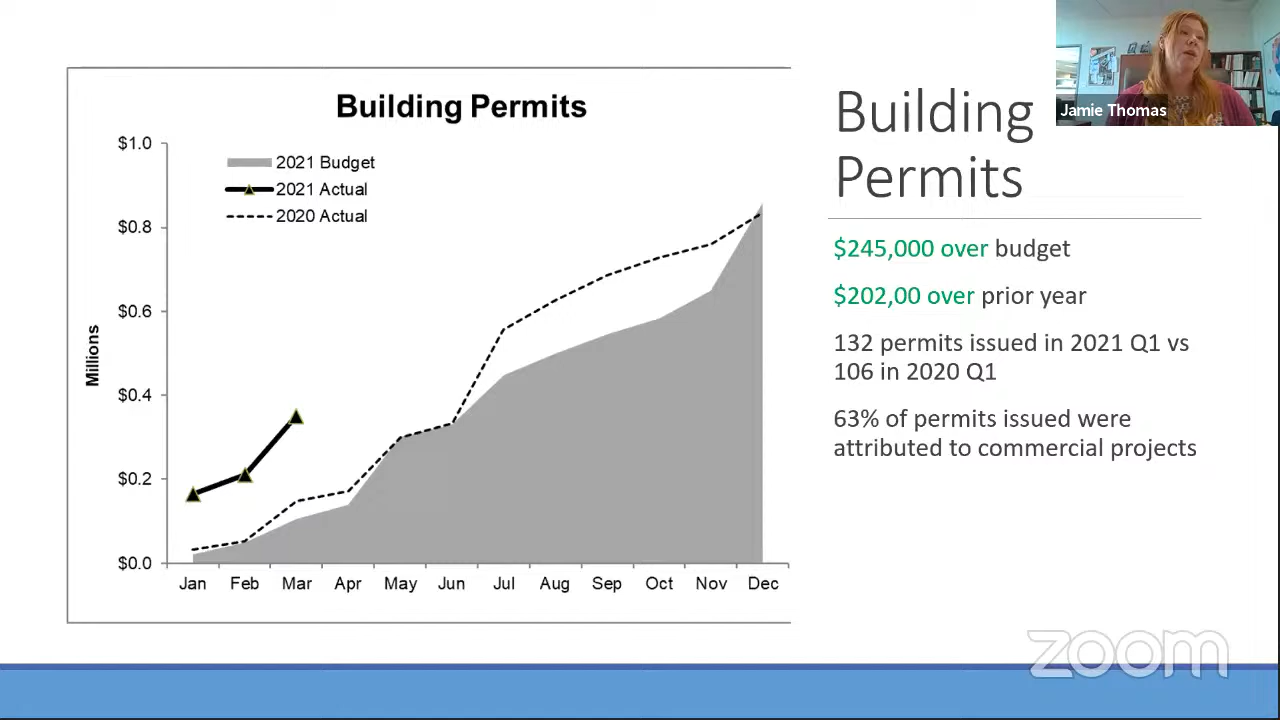 Building Permits
$1.0
$0.8
$0.6
$0.4
$0.2
$0.0
Millions
2021 Budget
2021 Actual
2020 Actual
Jan Feb Mar Apr May Jun Jul Aug Sep Oct Nov Dec
Jamie Thomas
Building
Permits
$245,000 over budget
$202,00 over prior year
132 permits issued in 2021 Q1 vs
106 in 2020 Q1
63% of permits issued were
attributed to commercial projects
zoom